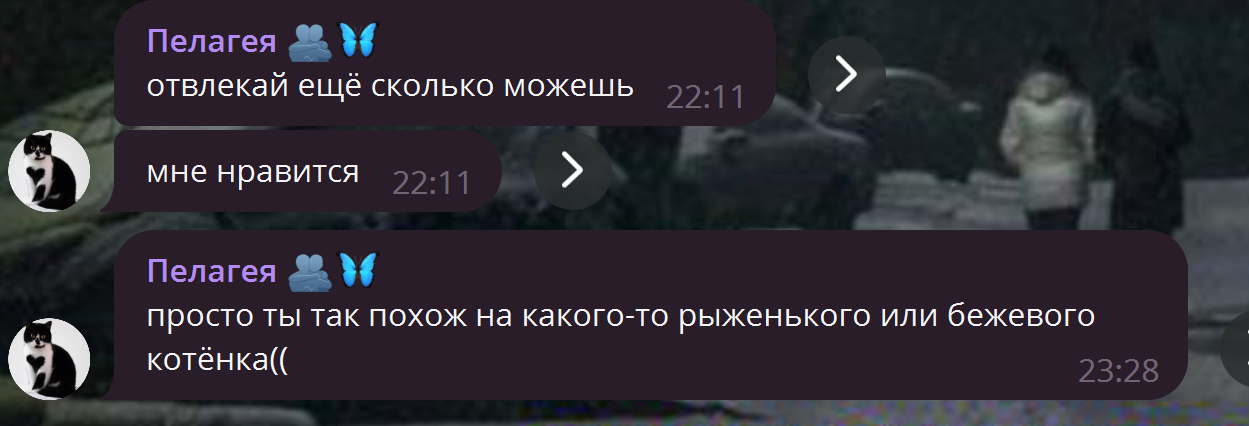 Пелагея 🫂🦋
отвлекай ещё сколько можешь 22:11
мне нравится 22:11
Пелагея 🫂🦋
просто ты так похож на какого-то рыженького или бежевого
котёнка((
23:28